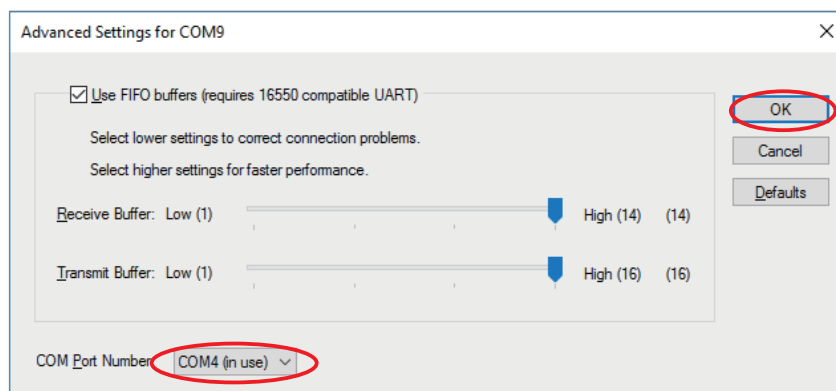 Advanced Settings for COM9
Use FIFO buffers (requires 16550 compatible UART)
OK
Select lower settings to correct connection problems.
Cancel
Select higher settings for faster performance.
Defaults
Receive Buffer: Low (1) High (14) (14)
Transmit Buffer: Low (1) High (16) (16)
COM Port Number COM4 (in use)